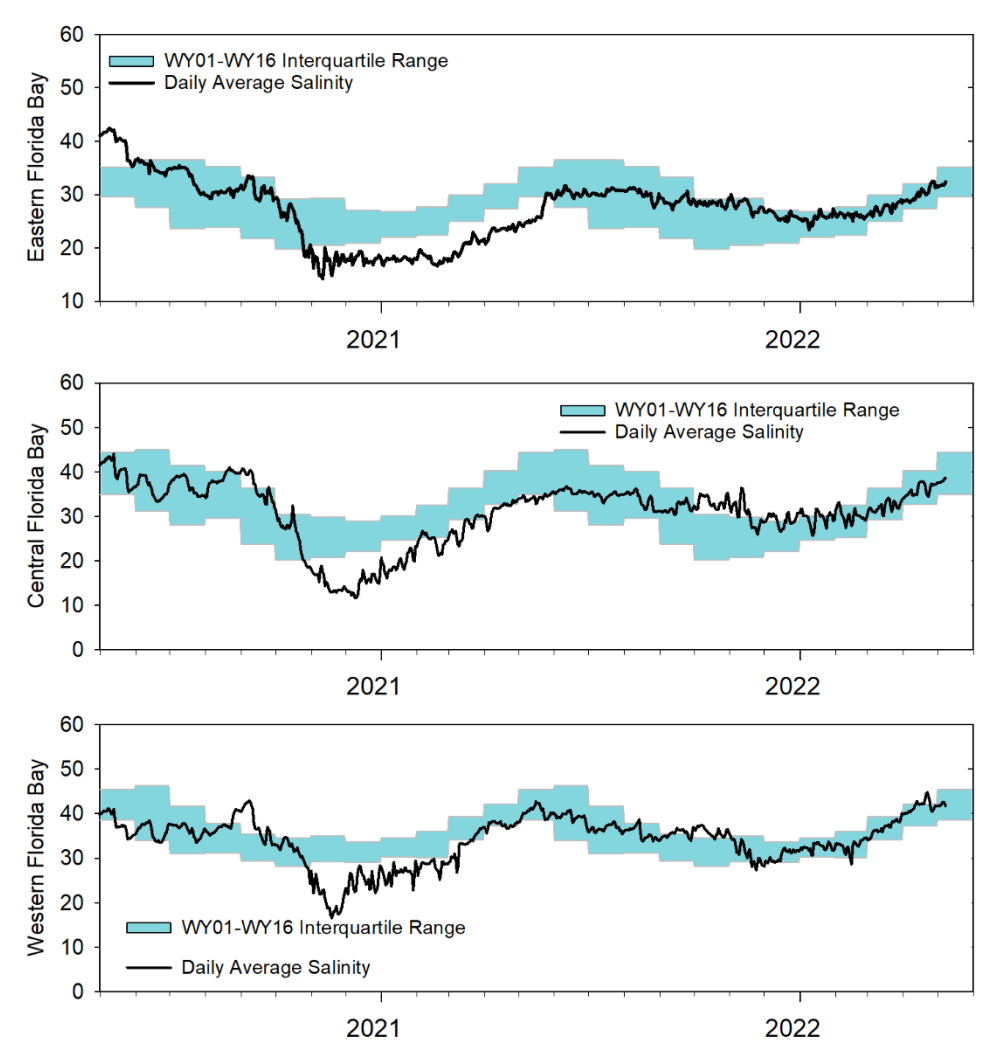 60
WY01-WY16 Interquartile Range
50
Daily Average Salinity
40
30
20
10
Eastern Florida Bay
2021
2022
60
50
WY01-WY16 Interquartile Range
Daily Average Salinity
40
30
20
10
0
Central Florida Bay
2021
2022
60
50
40
30
20
10
0
Western Florida Bay
WY01-WY16 Interquartile Range
Daily Average Salinity
2021
2022